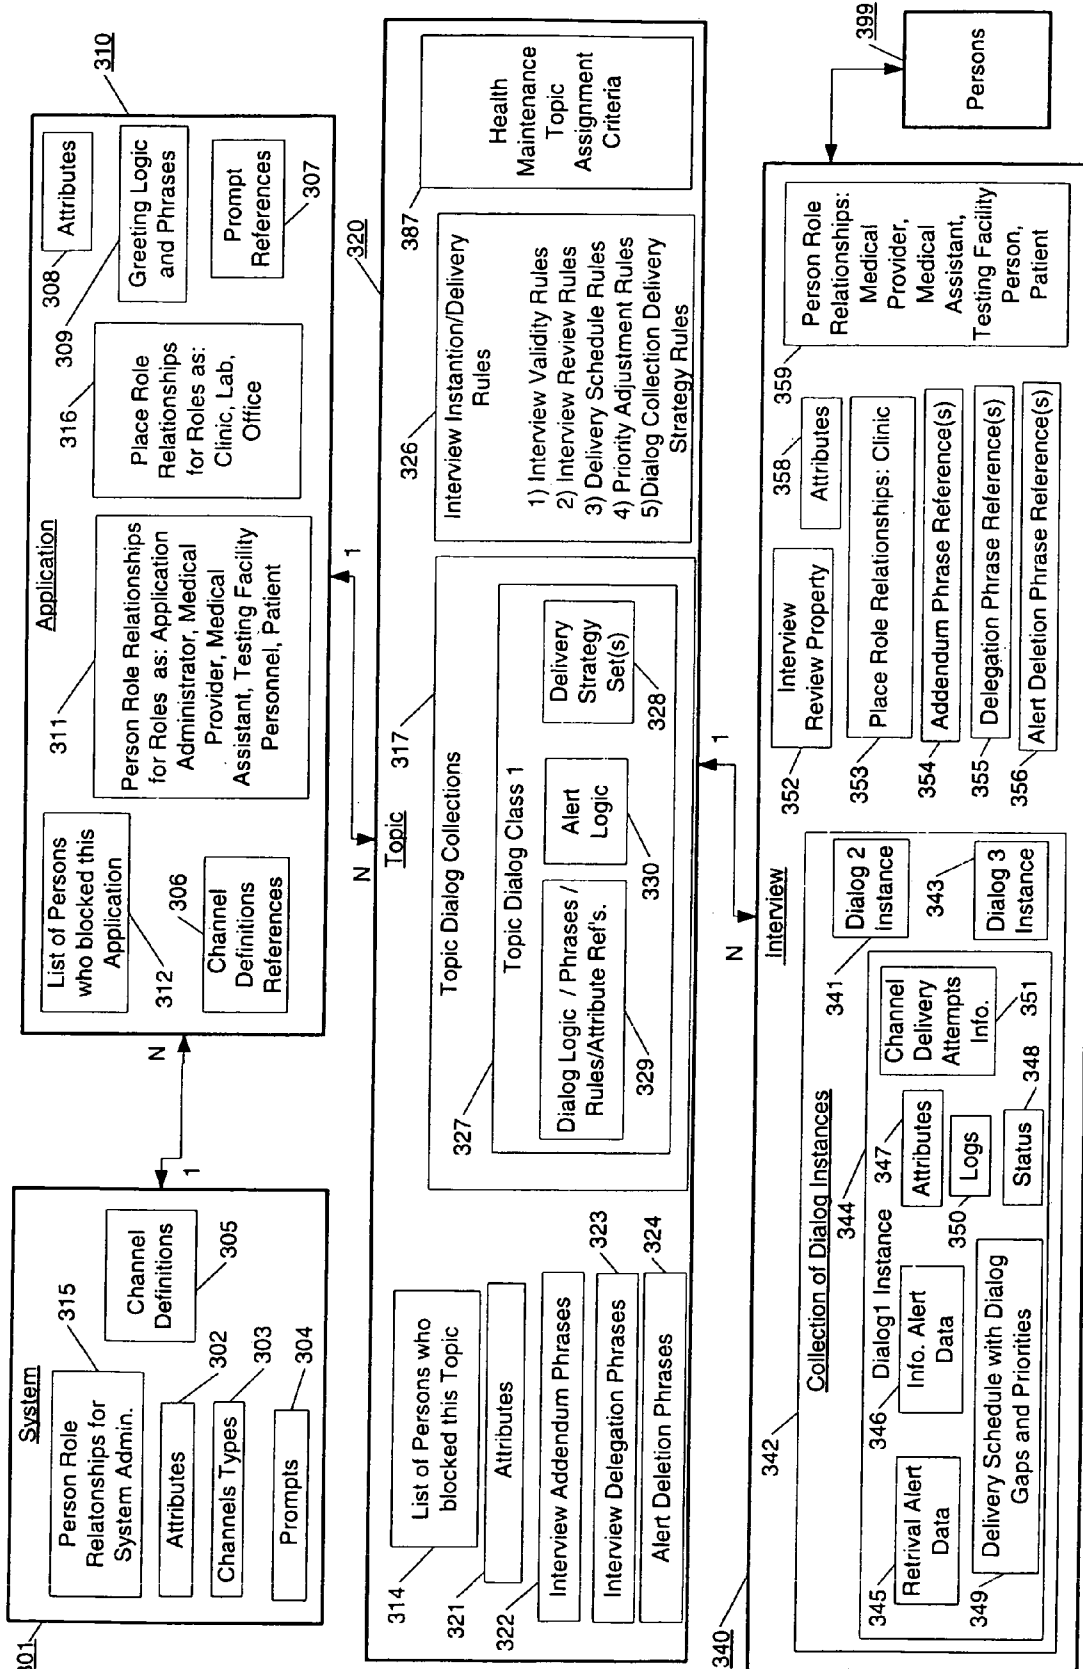 System
315
Person Role
Relatonships for
System Admin.
Attributes
302
Channels Types
303
Prompts
304
Channel
Definitions
305
301
1
N
Application
310
List of Persons
who blocked this
Application
312
306
Channel
Definitions
References
311
Person Role Relationships
for Roles as: Application
Administrator, Medical
Provider, Medical
Assistant, Testing Facility
Personnel, Patient
316
Place Role
Relationships
for Roles as:
Clinic, Lab,
Office
308
Attributes
309
Greeting Logic
and Phrases
Prompt
References
307
1
N
Topic
320
314
List of Persons who
blocked this Topic
321
Attributes
322
Interview Addendum Phrases
323
Interview Delegation Phrases
324
Alert Deletion Phrases
317
Topic Dialog Collections
327
Topic Dialog Class 1
Dialog Logic / Phrases /
Rules/Attribute Ref's.
329
Alert
Logic
330
Delivery
Strategy
Set(s)
328
326
Interview Instantion/Delivery
Rules
1) Interview Validity Rules
2) Interview Review Rules
3) Delivery Schedule Rules
4) Priority Adjustment Rules
5)Dialog Collection Delivery
Strategy Rules
387
Health
Maintenance
Topic
Assignment
Criteria
1
N
Interview
340
342
Collection of Dialog Instances
344
Dialog1 Instance
345
Retrival Alert
Data
346
Info. Alert
Data
347
Attributes
350
Logs
348
Status
349
Delivery Schedule with Dialog
Gaps and Priorities
Channel
Delivery
Attempts
Info.
351
341
Dialog 2
instance
343
Dialog 3
Instance
352
Interview
Review Property
358
Attributes
353
Place Role Relationships: Clinic
354
Addendum Phrase Reference(s)
355
Delegation Phrase Reference(s)
356
Alert Deletion Phrase Reference(s)
359
Person Role
Relationships:
Medical
Provider,
Medical
Assistant,
Testing Facility
Person,
Patient
399
Persons